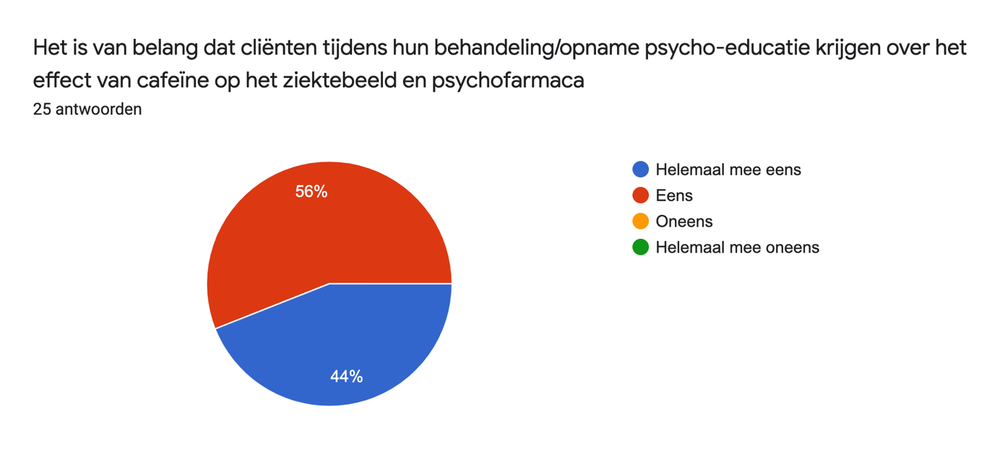 Het is van belang dat cliënten tijdens hun behandeling/opname psycho-educatie krijgen over het
effect van cafeïne op het ziektebeeld en psychofarmaca
25 antwoorden
56%
44%
Helemaal mee eens
Eens
Oneens
Helemaal mee oneens